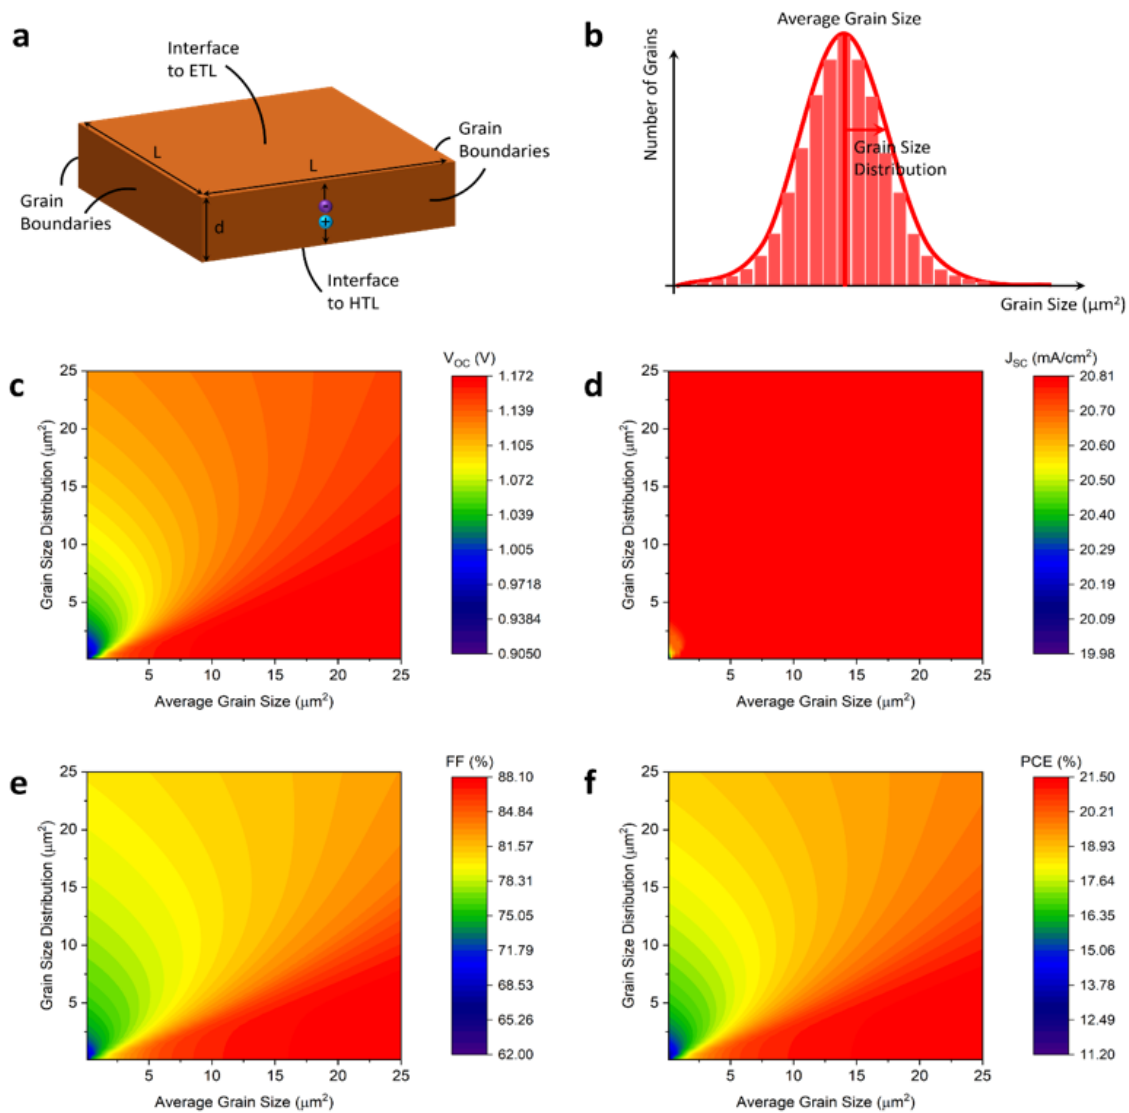 a
Interface
to ETL
Grain
Boundaries
L
L
Grain
Boundaries
d
-
+
Interface
to HTL
b
Average Grain Size
Number of Grains
Grain Size
Distribution
Grain Size (μm²)
c
V_OC (V)
25
20
15
10
5
5 10 15 20 25
Grain Size Distribution (μm²)
Average Grain Size (μm²)
1.172
1.139
1.105
1.072
1.039
1.005
0.9718
0.9384
0.9050
d
J_SC (mA/cm²)
25
20
15
10
5
5 10 15 20 25
Grain Size Distribution (μm²)
Average Grain Size (μm²)
20.81
20.70
20.60
20.50
20.40
20.29
20.19
20.09
19.98
e
FF (%)
25
20
15
10
5
5 10 15 20 25
Grain Size Disribution (μm²)
Average Grain Size (μm²)
88.10
84.84
81.57
78.31
75.05
71.79
68.53
65.26
62.00
f
PCE (%)
25
20
15
10
5
5 10 15 20 25
Grain Size Distribution (μm²)
Average Grain Size (μm²)
21.50
20.21
18.93
17.64
16.35
15.06
13.78
12.49
11.20